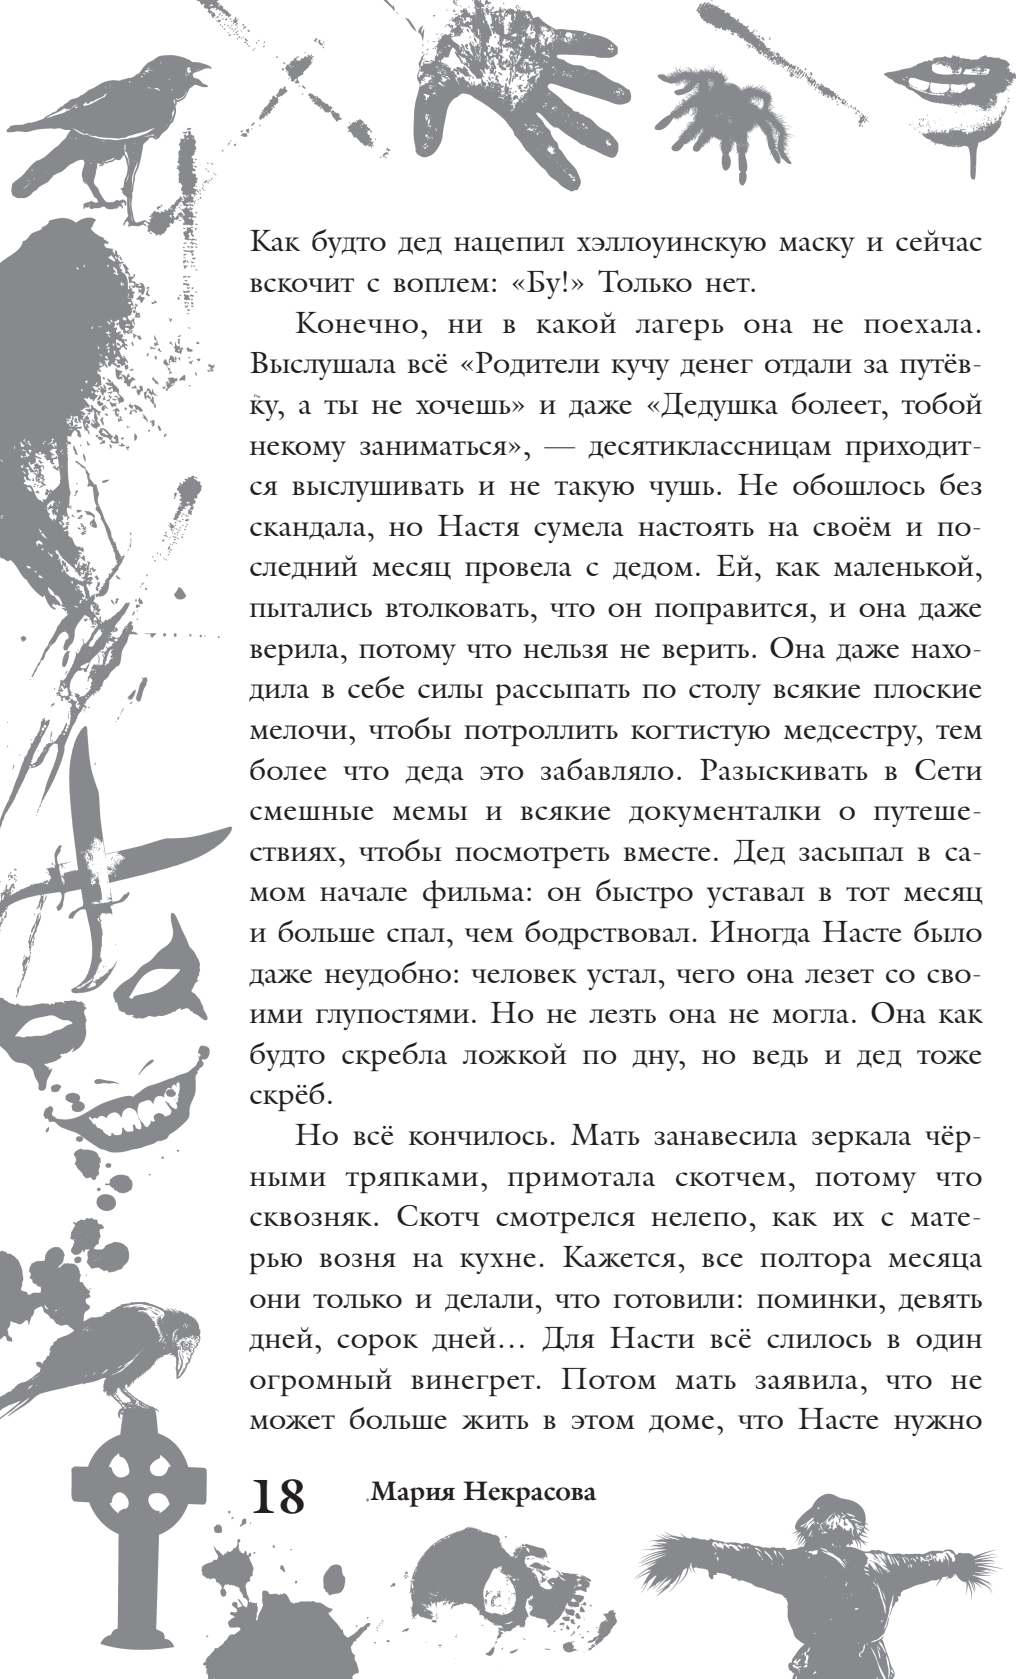 Как будто дед нацепил хэллоуинскую маску и сейчас
вскочит с воплем: «Бу!» Только нет.
Конечно, ни в какой лагерь она не поехала.
Выслушала всё «Родители кучу денег отдали за путёв-
ку, а ты не хочешь» и даже «Дедушка болеет, тобой
некому заниматься», — десятиклассницам приходит-
ся выслушивать и не такую чушь. Не обошлось без
скандала, но Настя сумела настоять на своём и по-
следний месяц провела с дедом. Ей, как маленькой,
пытались втолковать, что он поправится, и она даже
верила, потому что нельзя не верить. Она даже нахо-
дила в себе силы рассыпать по столу всякие плоские
мелочи, чтобы потроллить когтистую медсестру, тем
более что деда это забавляло. Разыскивать в Сети
смешные мемы и всякие документалки о путеше-
ствиях, чтобы посмотреть вместе. Дед засыпал в са-
мом начале фильма: он быстро уставал в тот месяц
и больше спал, чем бодрствовал. Иногда Насте было
даже неудобно: человек устал, чего она лезет со сво-
ими глупостями. Но не лезть она не могла. Она как
будто скребла ложкой по дну, но ведь и дед тоже
скрёб.
Но всё кончилось. Мать занавесила зеркала чёр-
ными тряпками, примотала скотчем, потому что
сквозняк. Скотч смотрелся нелепо, как их с мате-
рью возня на кухне. Кажется, все полтора месяца
они только и делали, что готовили: поминки, девять
дней, сорок дней… Для Насти всё слилось в один
огромный винегрет. Потом мать заявила, что не
может больше жить в этом доме, что Насте нужно
18 Мария Некрасова